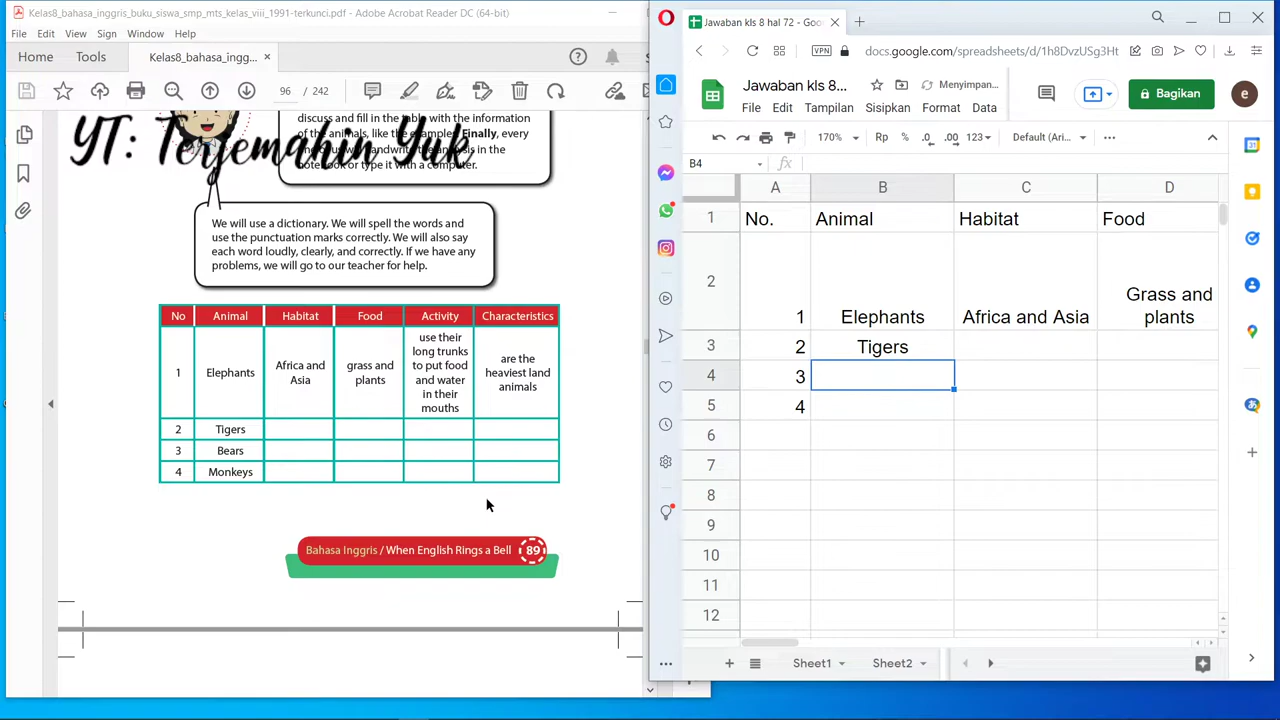 Kelas8_bahasa_inggris_buku_siswa_smp_mts_kelas_viii_1991-terkunci.pdf - Adobe Acrobat Reader DC (64-bit)
File Edit View Sign Window Help
Home Tools Kelas8_bahasa_ingg... ×
96 / 242
discuss and fill in the table with the information
of the animals, like the examples. Finally, every
notebook or type it with a computer.
YT: Terjemahin Yuk
We will use a dictionary. We will spell the words and
use the punctuation marks correctly. We will also say
each word loudly, clearly, and correctly. If we have any
problems, we will go to our teacher for help.
No Animal Habitat Food Activity Characteristics
1 Elephants Africa and Asia grass and plants use their long trunks to put food and water in their mouths are the heaviest land animals
2 Tigers
3 Bears
4 Monkeys
Bahasa Inggris / When English Rings a Bell 89
Jawaban kls 8 hal 72 - Goo
VPN docs.google.com/spreadsheets/d/1h8DvzUSg3Ht
Jawaban kls 8... Menyimpan...
File Edit Tampilan Sisipkan Format Data
Bagikan e
170% Rp % .0 .00 123 Default (Ari... ...
B4 fx
A B C D
1 No. Animal Habitat Food
2 1 Elephants Africa and Asia Grass and plants
3 2 Tigers
4 3
5 4
6
7
8
9
10
11
12
+ Sheet1 Sheet2